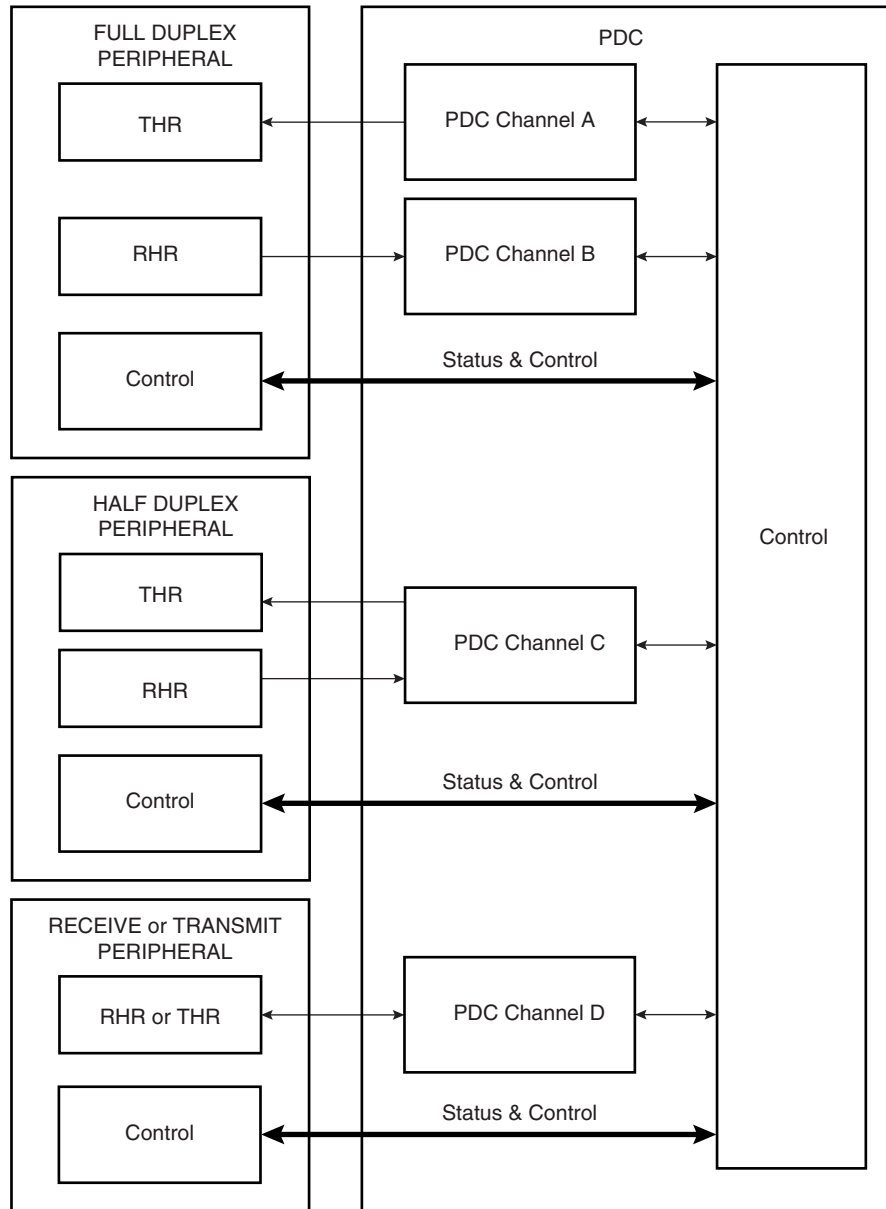 FULL DUPLEX
PERIPHERAL
PDC
THR
PDC Channel A
RHR
PDC Channel B
Control
Status & Control
HALF DUPLEX
PERIPHERAL
Control
THR
PDC Channel C
RHR
Control
Status & Control
RECEIVE or TRANSMIT
PERIPHERAL
RHR or THR
PDC Channel D
Control
Status & Control